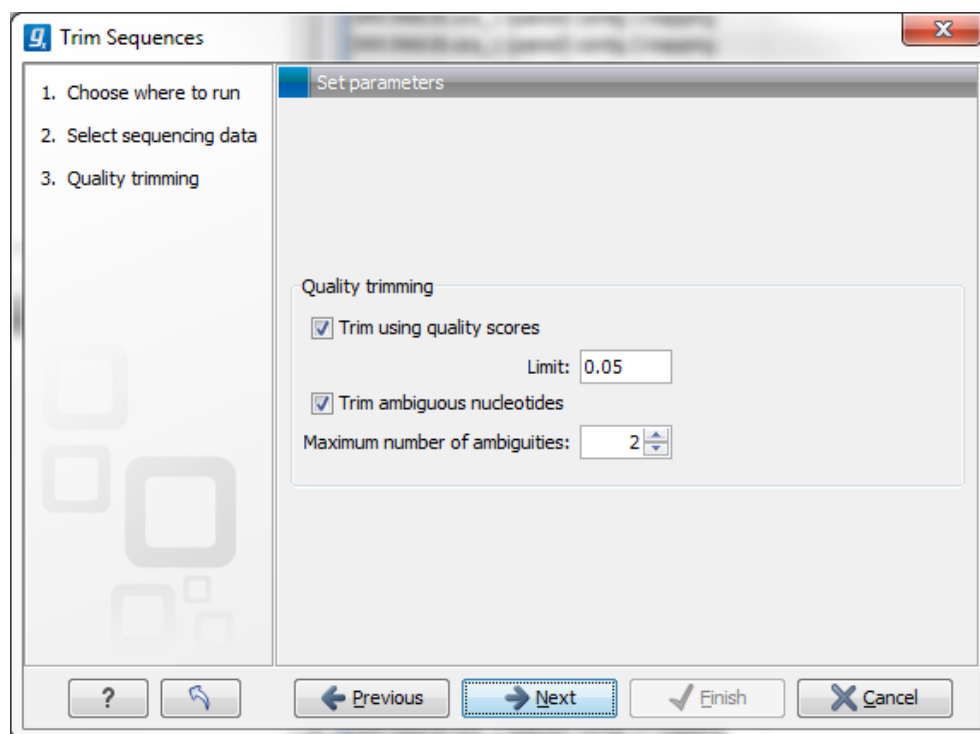 Trim Sequences
1. Choose where to run
2. Select sequencing data
3. Quality trimming
Set parameters
Quality trimming
Trim using quality scores
Limit: 0.05
Trim ambiguous nucleotides
Maximum number of ambiguities: 2
? Previous Next Finish Cancel